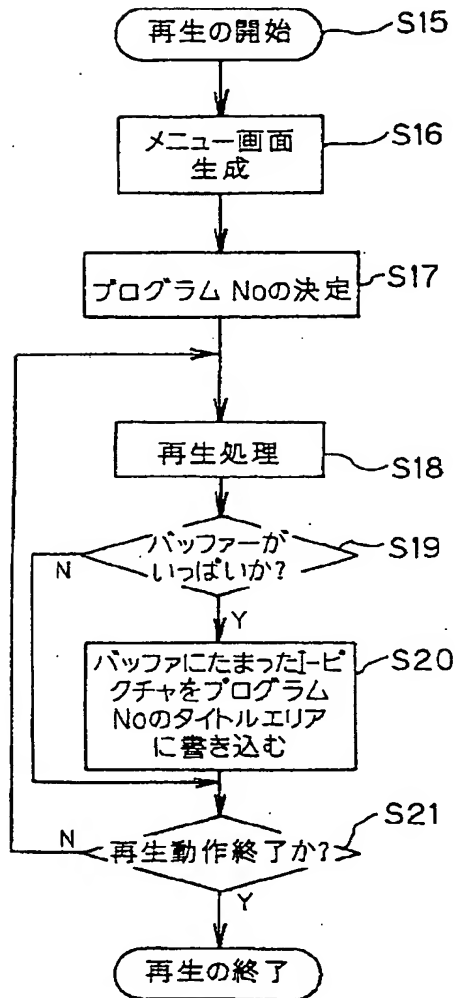 再生の開始
S15
メニュー画面
生成
S16
プログラム Noの決定
S17
再生処理
S18
バッファーが
いっぱいか?
S19
N
Y
バッファにたまったI-ピ
クチャをプログラム
Noのタイトルエリア
に書き込む
S20
再生動作終了か?
S21
N
Y
再生の終了